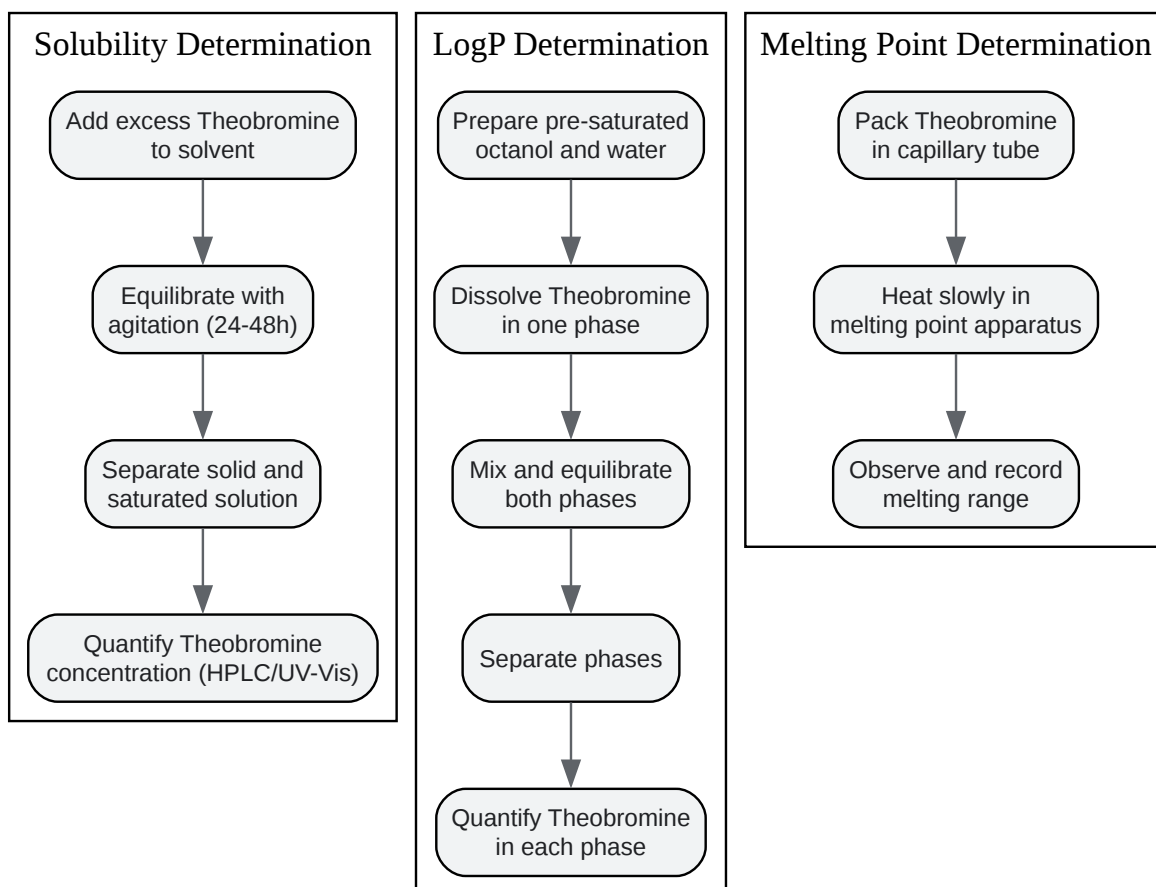 Solubility Determination
Add excess Theobromine
to solvent
Equilibrate with
agitation (24-48h)
Separate solid and
saturated solution
Quantify Theobromine
concentration (HPLC/UV-Vis)
LogP Determination
Prepare pre-saturated
octanol and water
Dissolve Theobromine
in one phase
Mix and equilibrate
both phases
Separate phases
Quantify Theobromine
in each phase
Melting Point Determination
Pack Theobromine
in capillary tube
Heat slowly in
melting point apparatus
Observe and record
melting range